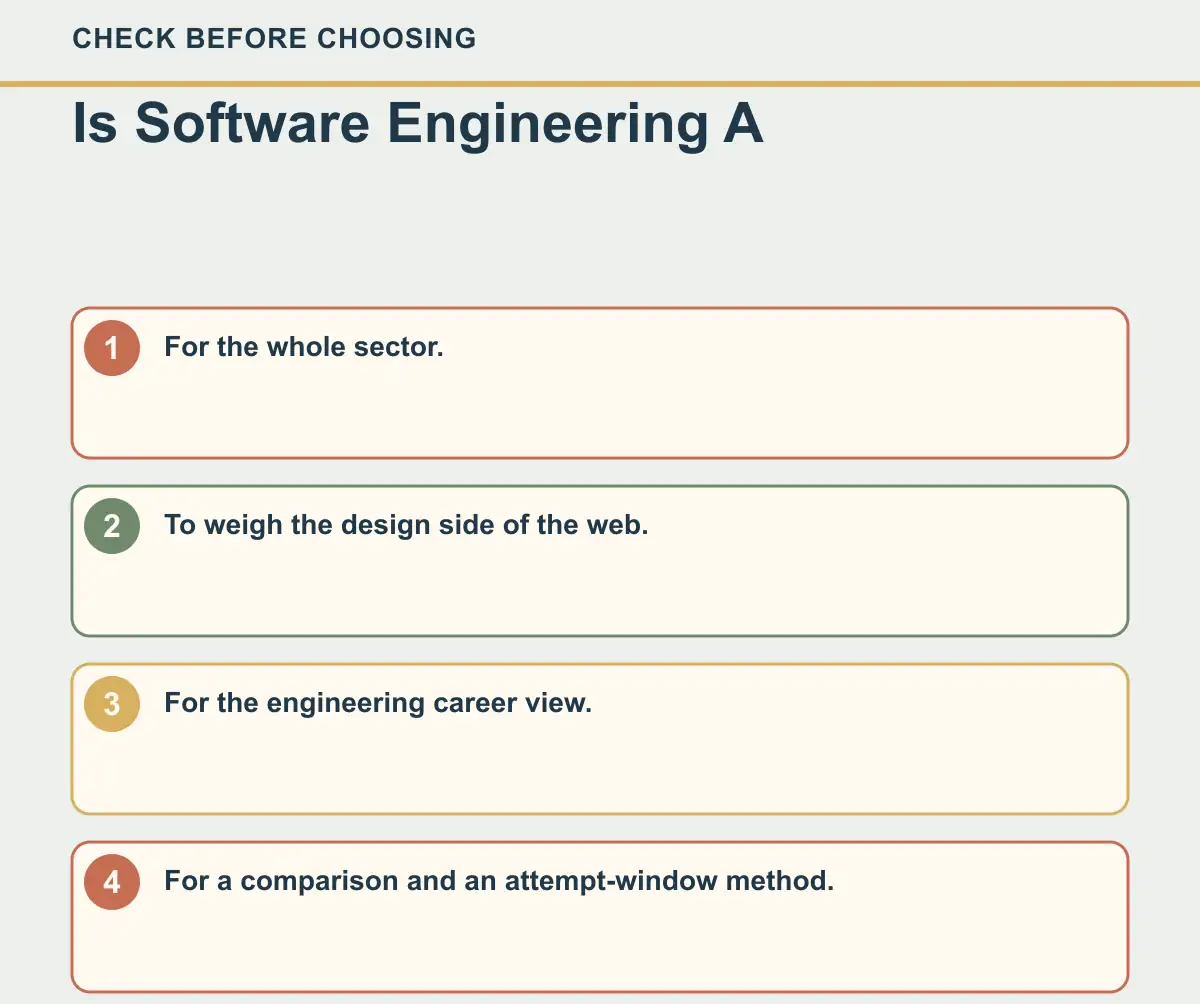 CHECK BEFORE CHOOSING
Is Software Engineering A
1 For the whole sector.
2 To weigh the design side of the web.
3 For the engineering career view.
4 For a comparison and an attempt-window method.